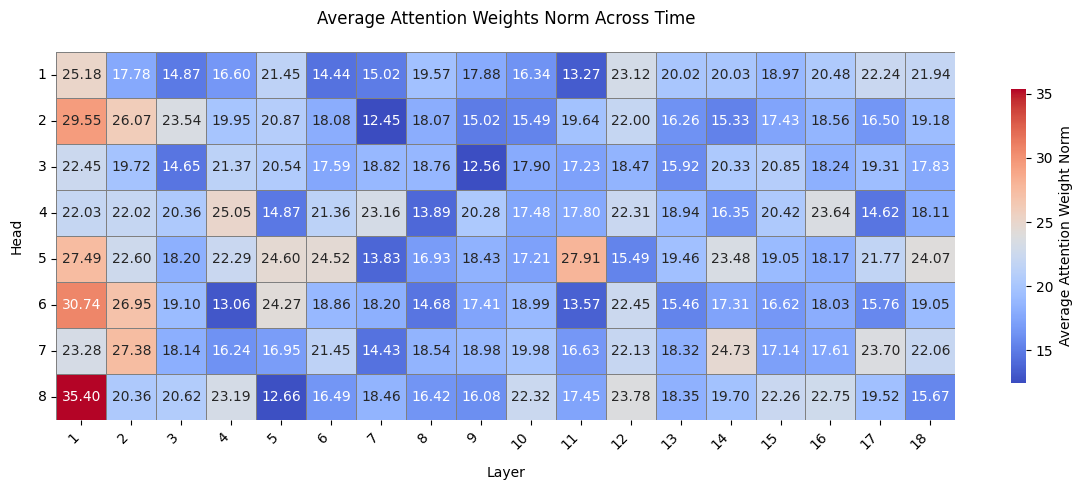 Average Attention Weights Norm Across Time
1 25.18 17.78 14.87 16.60 21.45 14.44 15.02 19.57 17.88 16.34 13.27 23.12 20.02 20.03 18.97 20.48 22.24 21.94
2 29.55 26.07 23.54 19.95 20.87 18.08 12.45 18.07 15.02 15.49 19.64 22.00 16.26 15.33 17.43 18.56 16.50 19.18
3 22.45 19.72 14.65 21.37 20.54 17.59 18.82 18.76 12.56 17.90 17.23 18.47 15.92 20.33 20.85 18.24 19.31 17.83
4 22.03 22.02 20.36 25.05 14.87 21.36 23.16 13.89 20.28 17.48 17.80 22.31 18.94 16.35 20.42 23.64 14.62 18.11
5 27.49 22.60 18.20 22.29 24.60 24.52 13.83 16.93 18.43 17.21 27.91 15.49 19.46 23.48 19.05 18.17 21.77 24.07
6 30.74 26.95 19.10 13.06 24.27 18.86 18.20 14.68 17.41 18.99 13.57 22.45 15.46 17.31 16.62 18.03 15.76 19.05
7 23.28 27.38 18.14 16.24 16.95 21.45 14.43 18.54 18.98 19.98 16.63 22.13 18.32 24.73 17.14 17.61 23.70 22.06
8 35.40 20.36 20.62 23.19 12.66 16.49 18.46 16.42 16.08 22.32 17.45 23.78 18.35 19.70 22.26 22.75 19.52 15.67
1 2 3 4 5 6 7 8 9 10 11 12 13 14 15 16 17 18
Layer
Head
35
30
25
20
15
Average Attention Weight Norm